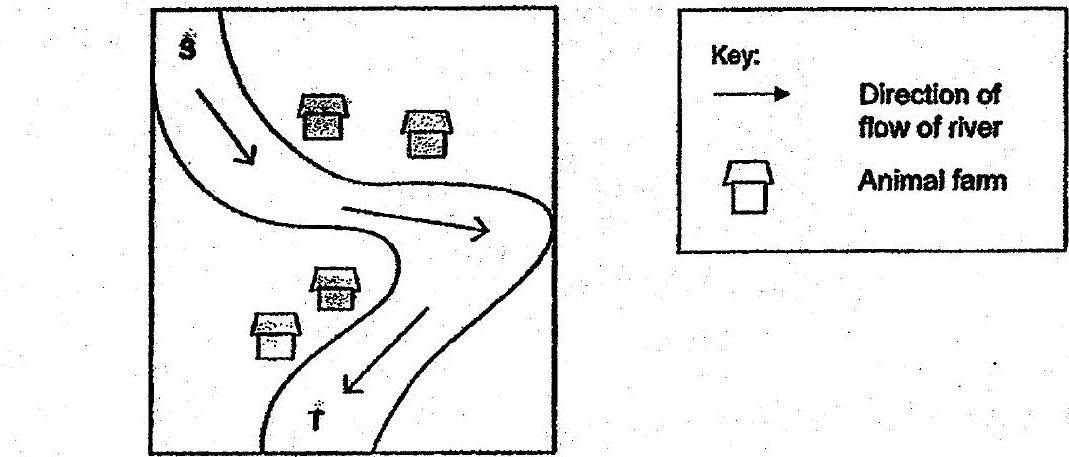 S
T
Key:
Direction of
flow of river
Animal farm